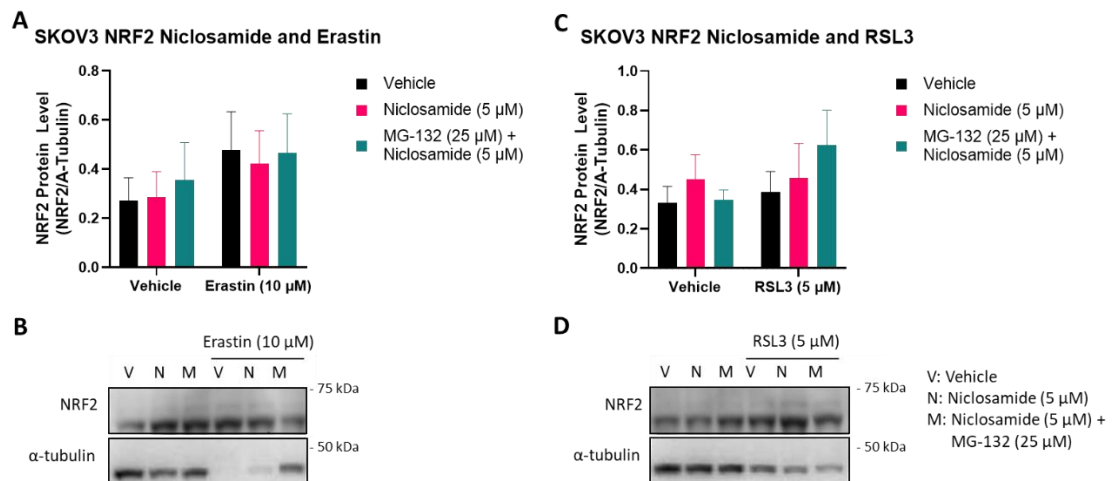 A
SKOV3 NRF2 Niclosamide and Erastin
NRF2 Protein Level
(NRF2/A-Tubulin)
0.8
0.6
0.4
0.2
0.0
Vehicle
Erastin (10 µM)
Vehicle
Niclosamide (5 µM)
MG-132 (25 µM) +
Niclosamide (5 µM)
C
SKOV3 NRF2 Niclosamide and RSL3
NRF2 Protein Level
(NRF2/A-Tubulin)
1.0
0.8
0.6
0.4
0.2
0.0
Vehicle
RSL3 (5 µM)
Vehicle
Niclosamide (5 µM)
MG-132 (25 µM) +
Niclosamide (5 µM)
B
Erastin (10 µM)
V N M V N M
- 75 kDa
NRF2
- 50 kDa
α-tubulin
D
RSL3 (5 µM)
V N M V N M
- 75 kDa
NRF2
- 50 kDa
α-tubulin
V: Vehicle
N: Niclosamide (5 µM)
M: Niclosamide (5 µM) +
MG-132 (25 µM)